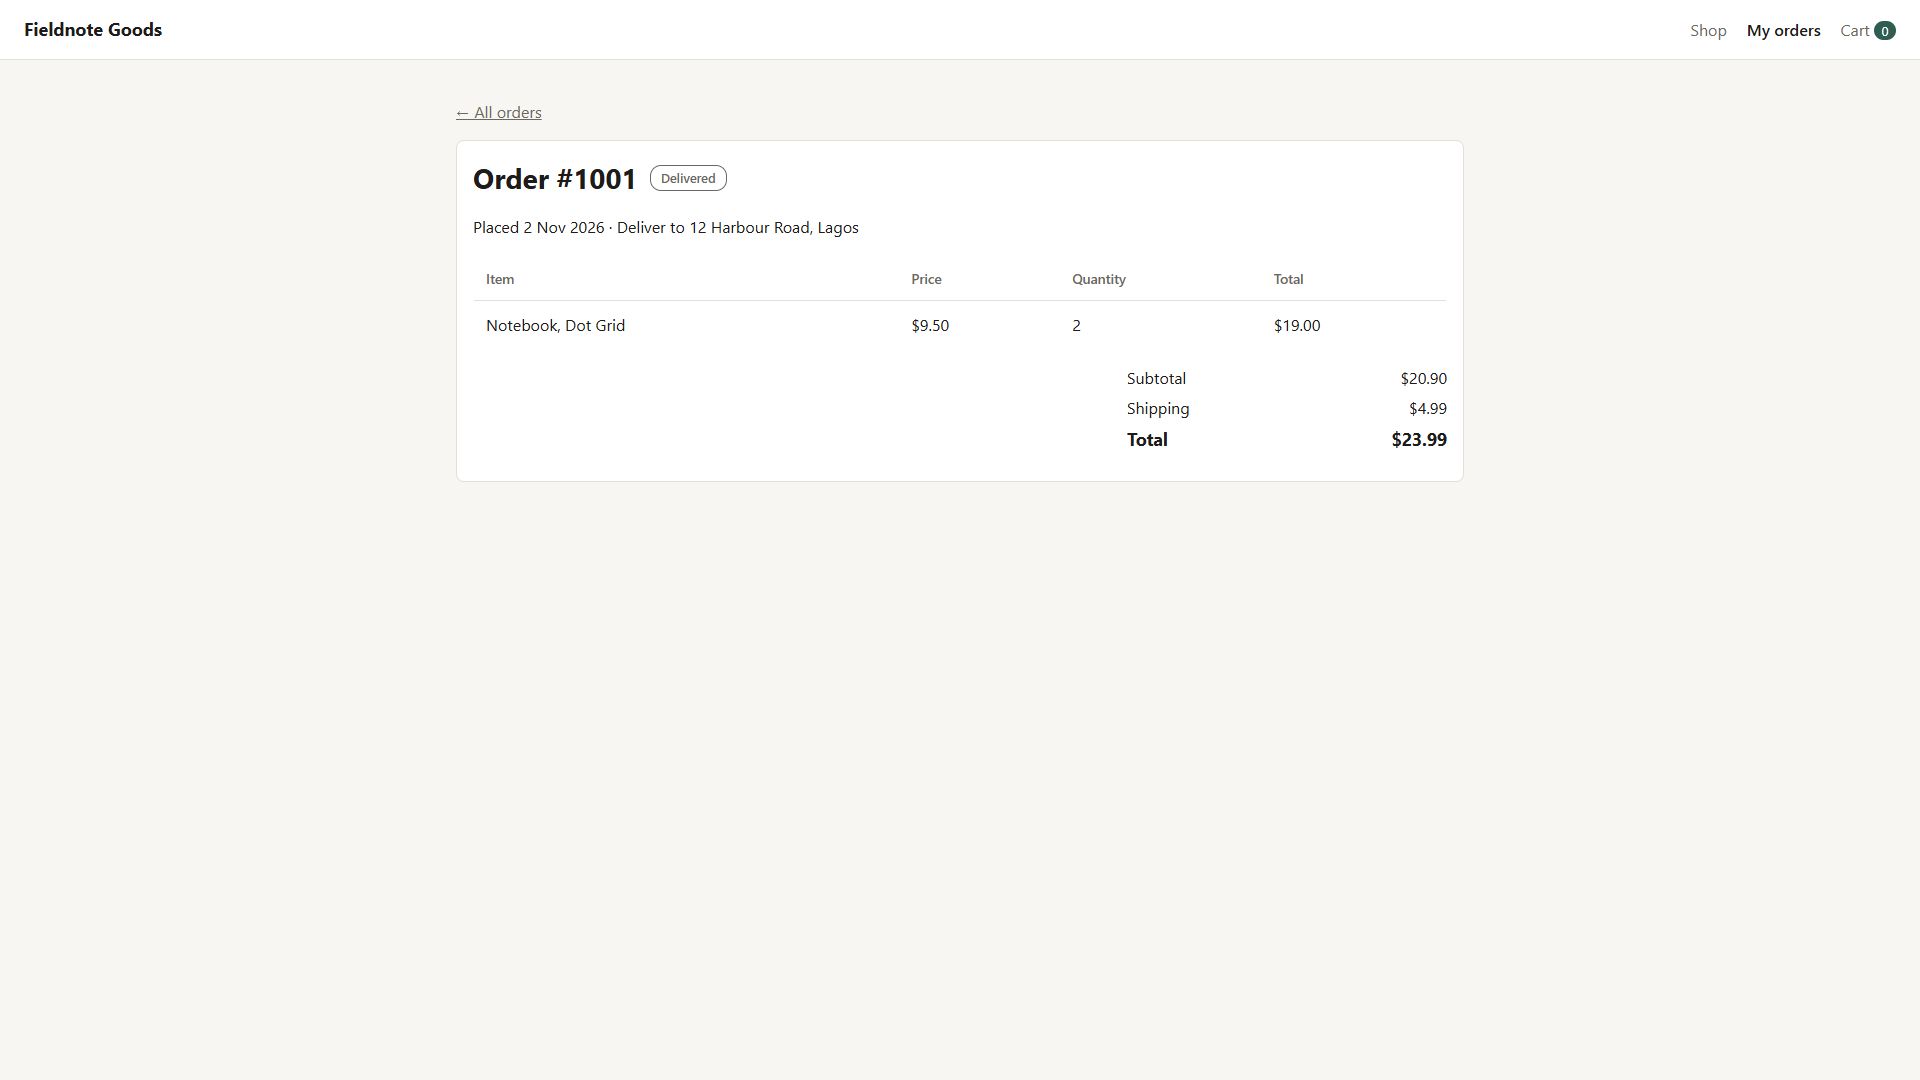 Fieldnote Goods
Shop My orders Cart 0
← All orders
Order #1001 Delivered
Placed 2 Nov 2026 · Deliver to 12 Harbour Road, Lagos
Item Price Quantity Total
Notebook, Dot Grid $9.50 2 $19.00
Subtotal $20.90
Shipping $4.99
Total $23.99